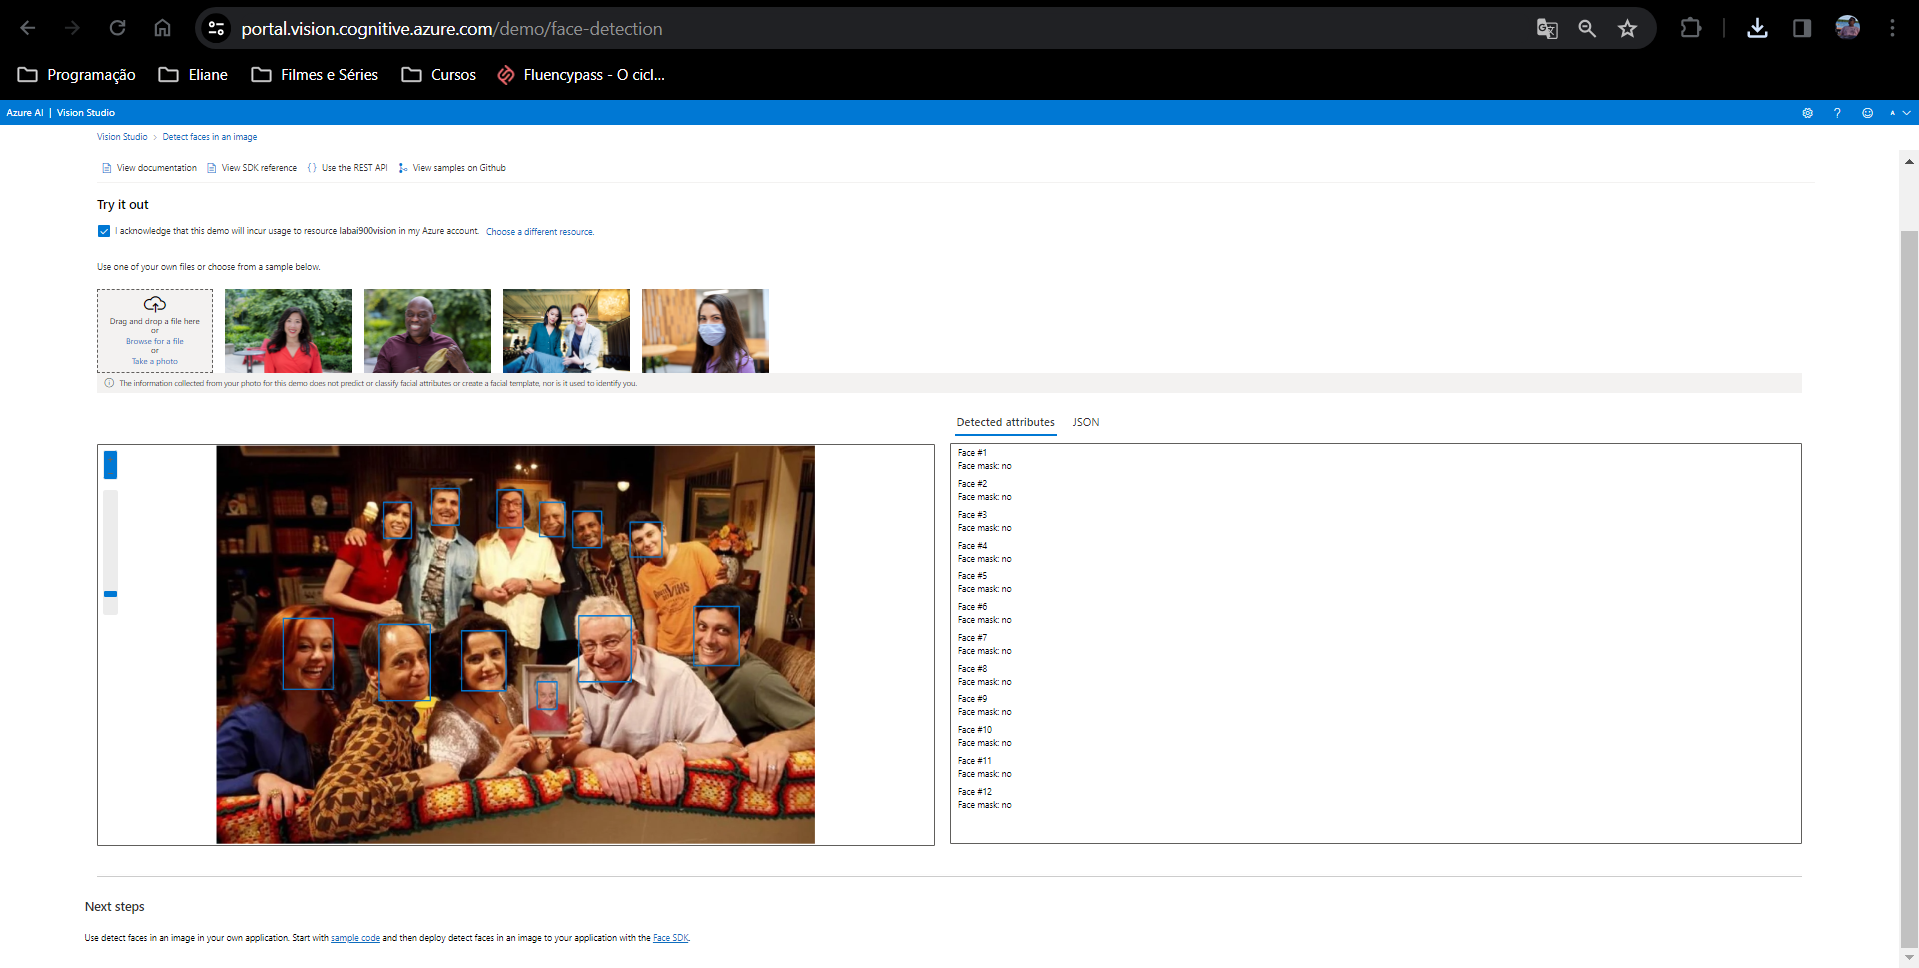 portal.vision.cognitive.azure.com/demo/face-detection
Programação Eliane Filmes e Séries Cursos Fluencypass - O cicl...
Azure AI | Vision Studio
Vision Studio > Detect faces in an image
View documentation View SDK reference Use the REST API View samples on Github
Try it out
I acknowledge that this demo will incur usage to resource labai900vision in my Azure account. Choose a different resource.
Use one of your own files or choose from a sample below.
Drag and drop a file here
or
Browse for a file
or
Take a photo
The information collected from your photo for this demo does not predict or classify facial attributes or create a facial template, nor is it used to identify you.
Detected attributes JSON
Face #1
Face mask: no
Face #2
Face mask: no
Face #3
Face mask: no
Face #4
Face mask: no
Face #5
Face mask: no
Face #6
Face mask: no
Face #7
Face mask: no
Face #8
Face mask: no
Face #9
Face mask: no
Face #10
Face mask: no
Face #11
Face mask: no
Face #12
Face mask: no
Next steps
Use detect faces in an image in your own application. Start with sample code and then deploy detect faces in an image to your application with the Face SDK.